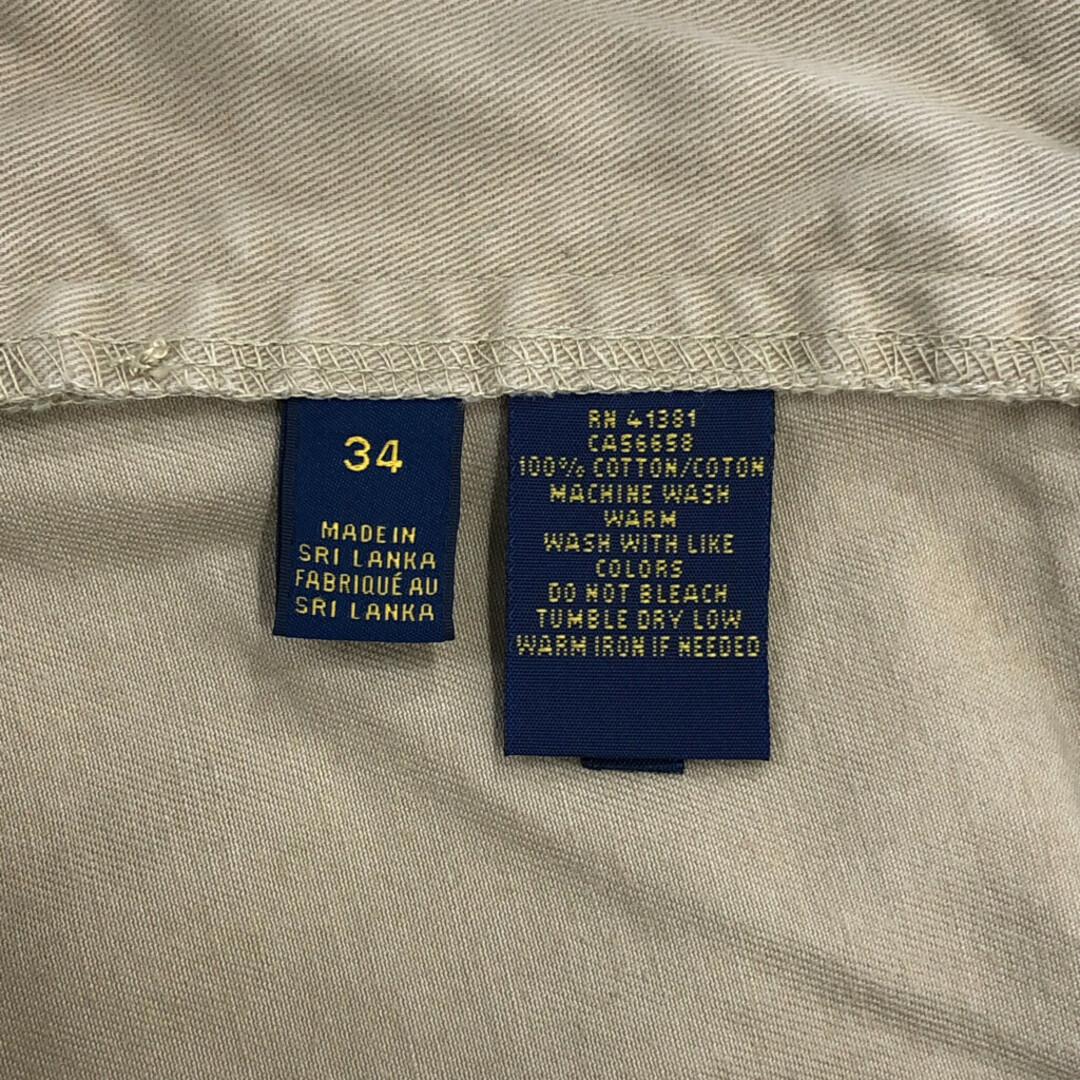 34
MADE IN
SRI LANKA
FABRIQUÉ AU
SRI LANKA
RN 41381
CA56658
100% COTTON/COTON
MACHINE WASH
WARM
WASH WITH LIKE
COLORS
DO NOT BLEACH
TUMBLE DRY LOW
WARM IRON IF NEEDED